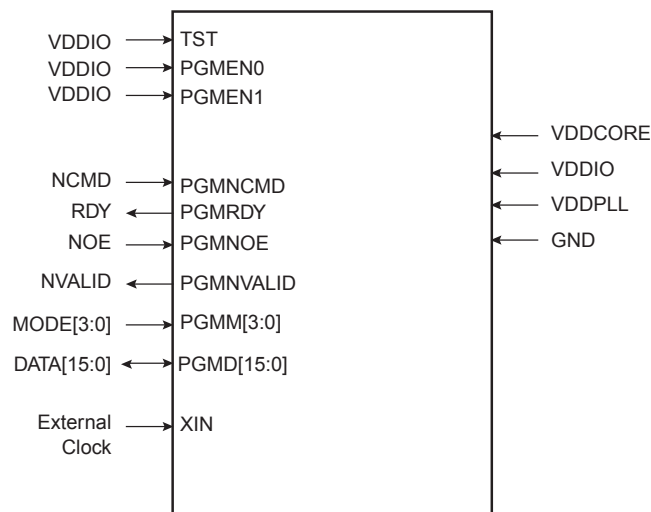 VDDIO TST
VDDIO PGMEN0
VDDIO PGMEN1
VDDCORE
VDDIO
NCMD PGMNCMD
VDDPLL
RDY PGMRDY
NOE PGMNOE
GND
NVALID PGMNVALID
MODE[3:0] PGMM[3:0]
DATA[15:0] PGMD[15:0]
External
Clock
XIN